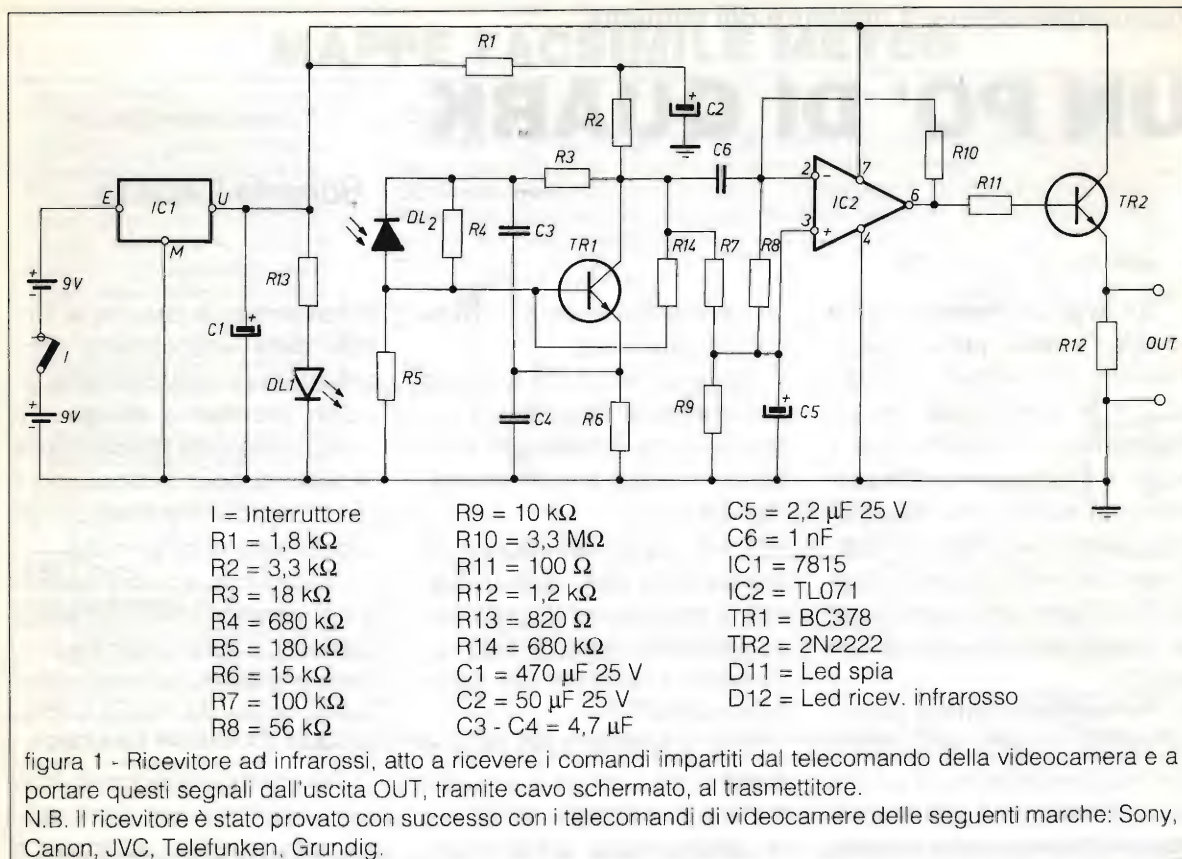 R1
R2
C2
R3
C6
R10
E
IC1
U
M
DL2
R4
C3
TR1
R14
R7
R8
2
-
3
+
IC2
7
6
4
R11
TR2
R13
+
9V
-
I
C1
+
DL1
R5
C4
R6
R9
C5
R12
OUT
+
9V
-
I = Interruttore
R1 = 1,8 kΩ
R2 = 3,3 kΩ
R3 = 18 kΩ
R4 = 680 kΩ
R5 = 180 kΩ
R6 = 15 kΩ
R7 = 100 kΩ
R8 = 56 kΩ
R9 = 10 kΩ
R10 = 3,3 MΩ
R11 = 100 Ω
R12 = 1,2 kΩ
R13 = 820 Ω
R14 = 680 kΩ
C1 = 470 µF 25 V
C2 = 50 µF 25 V
C3 - C4 = 4,7 µF
C5 = 2,2 µF 25 V
C6 = 1 nF
IC1 = 7815
IC2 = TL071
TR1 = BC378
TR2 = 2N2222
D11 = Led spia
D12 = Led ricev. infrarosso
figura 1 - Ricevitore ad infrarossi, atto a ricevere i comandi impartiti dal telecomando della videocamera e a
portare questi segnali dall'uscita OUT, tramite cavo schermato, al trasmettitore.
N.B. Il ricevitore è stato provato con successo con i telecomandi di videocamere delle seguenti marche: Sony,
Canon, JVC, Telefunken, Grundig.